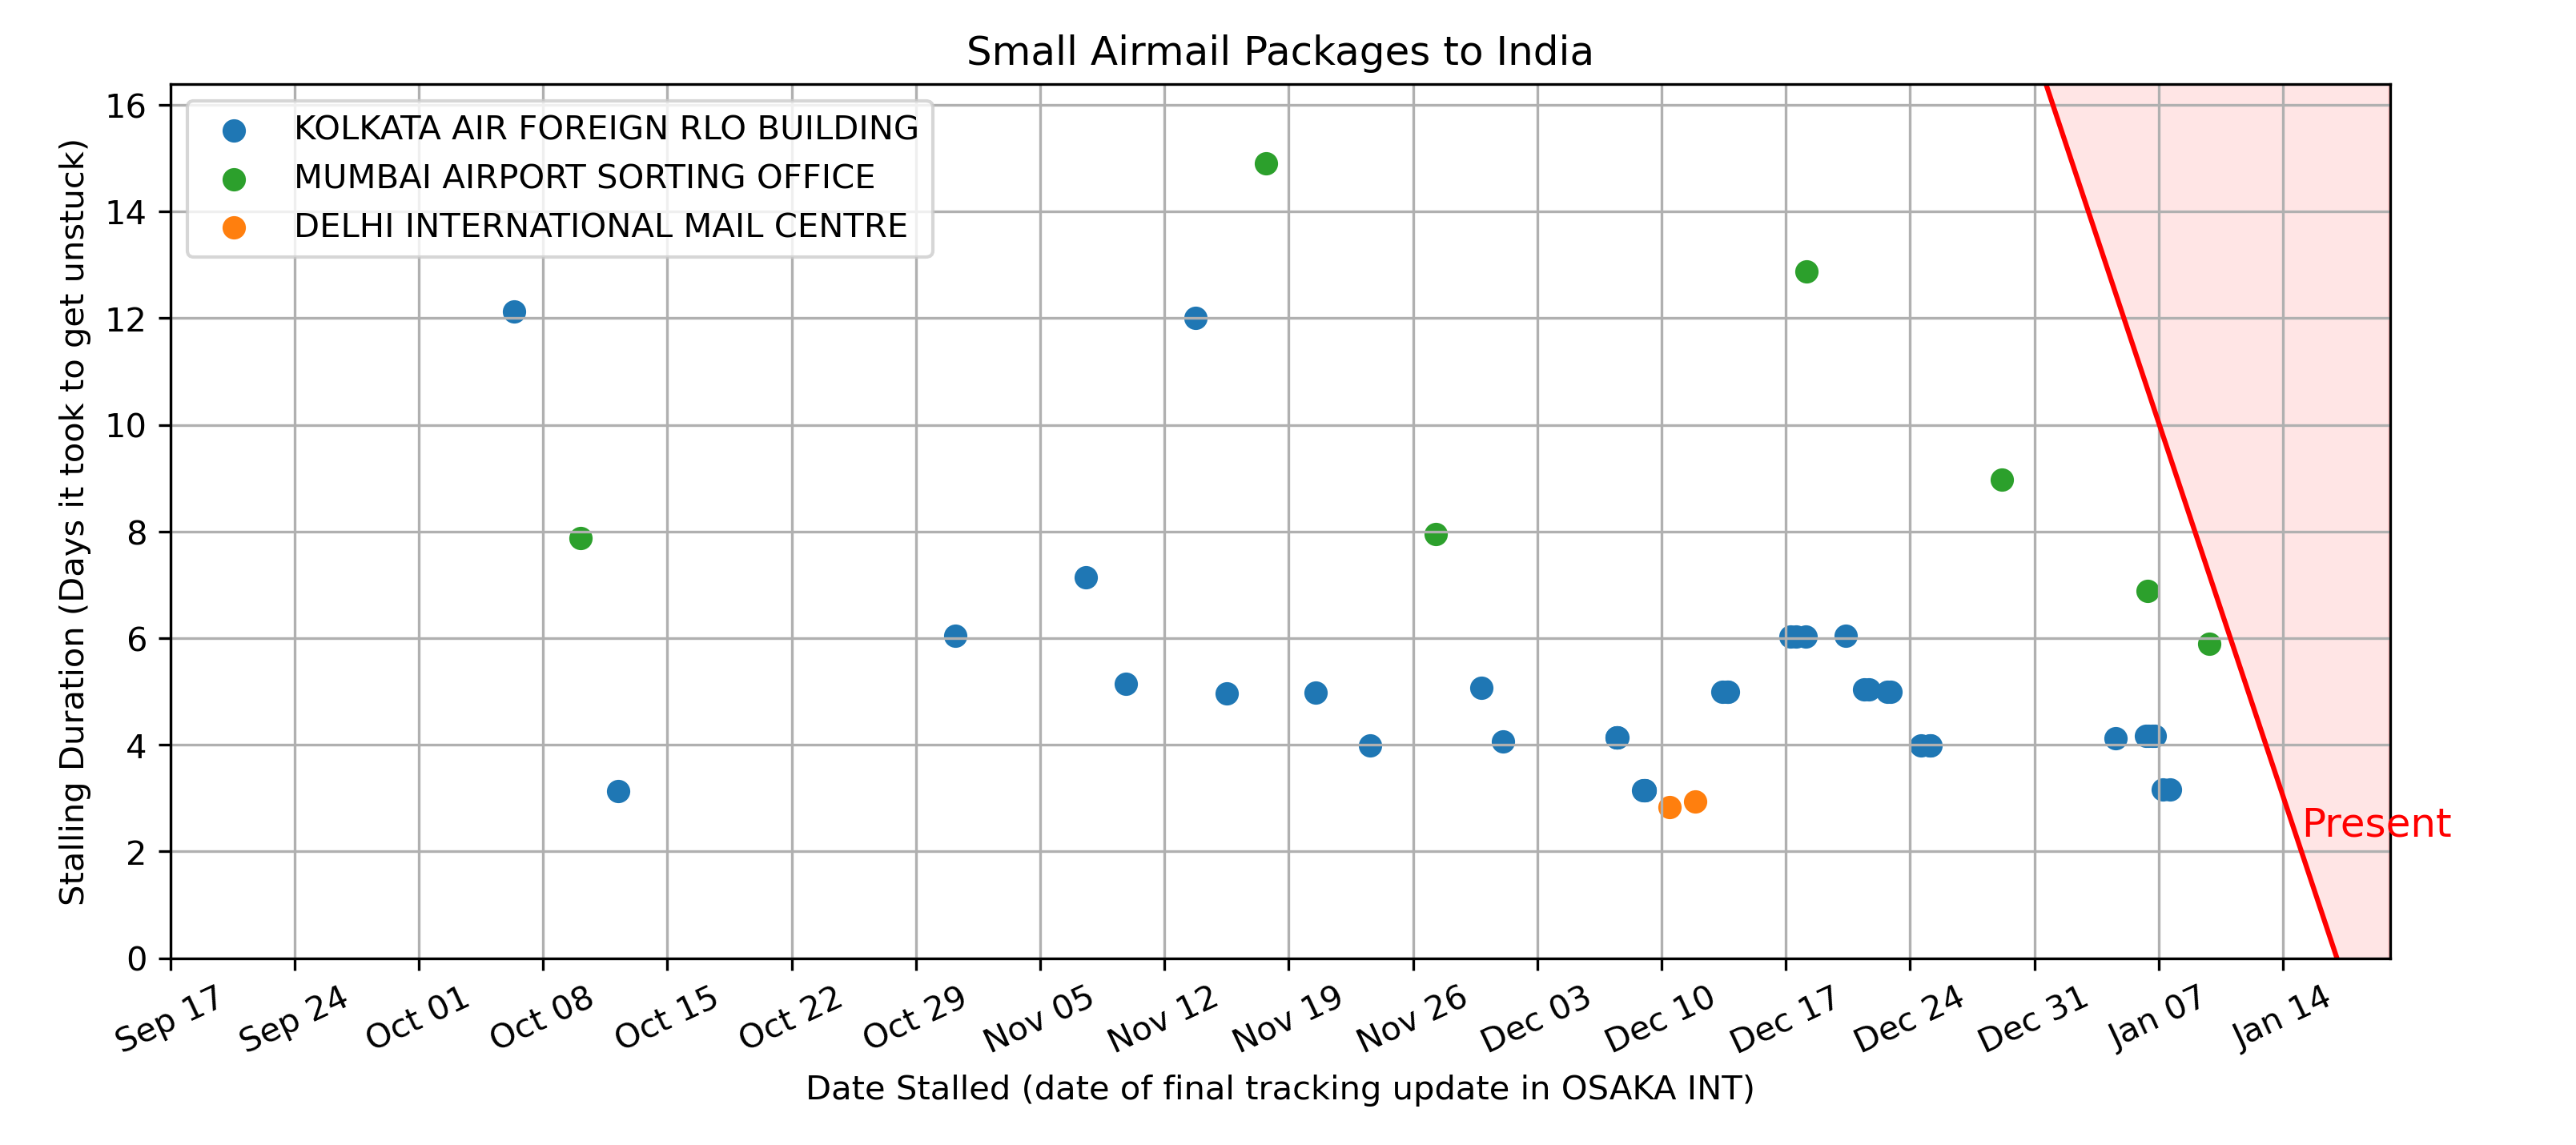 Small Airmail Packages to India
KOLKATA AIR FOREIGN RLO BUILDING
MUMBAI AIRPORT SORTING OFFICE
DELHI INTERNATIONAL MAIL CENTRE
Stalling Duration (Days it took to get unstuck)
16
14
12
10
8
6
4
2
0
Present
Sep 17
Sep 24
Oct 01
Oct 08
Oct 15
Oct 22
Oct 29
Nov 05
Nov 12
Nov 19
Nov 26
Dec 03
Dec 10
Dec 17
Dec 24
Dec 31
Jan 07
Jan 14
Date Stalled (date of final tracking update in OSAKA INT)